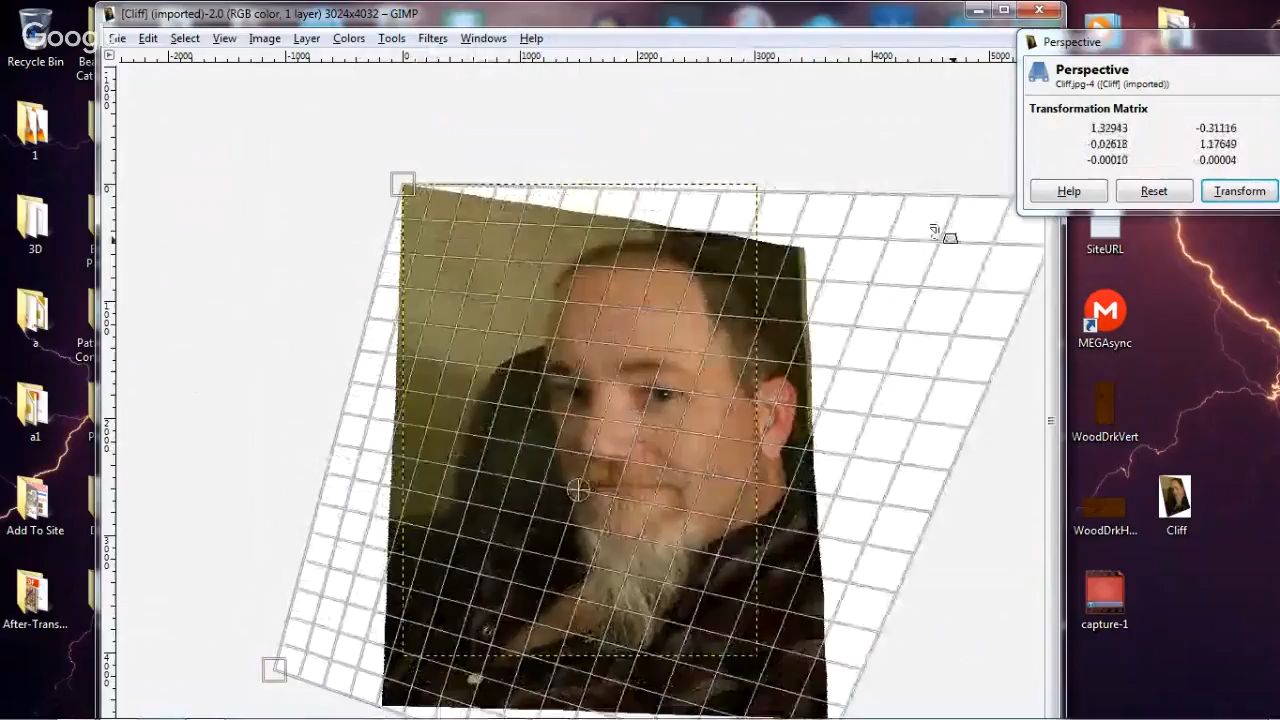 [Cliff] (imported)-2.0 (RGB color, 1 layer) 3024x4032 – GIMP
File Edit Select View Image Layer Colors Tools Filters Windows Help
-2000 0 1000 2000 3000 4000 5000
Goog
Recycle Bin
1
3D
a
a1
Add To Site
After-Trans...
Bea
Cat
Perspective
Perspective
Cliff.jpg-4 ([Cliff] (imported))
Transformation Matrix
1.32943 -0.31116
-0.02618 1.17649
-0.00010 0.00004
Help Reset Transform
SiteURL
MEGAsync
WoodDrkVert
WoodDrkH...
Cliff
capture-1